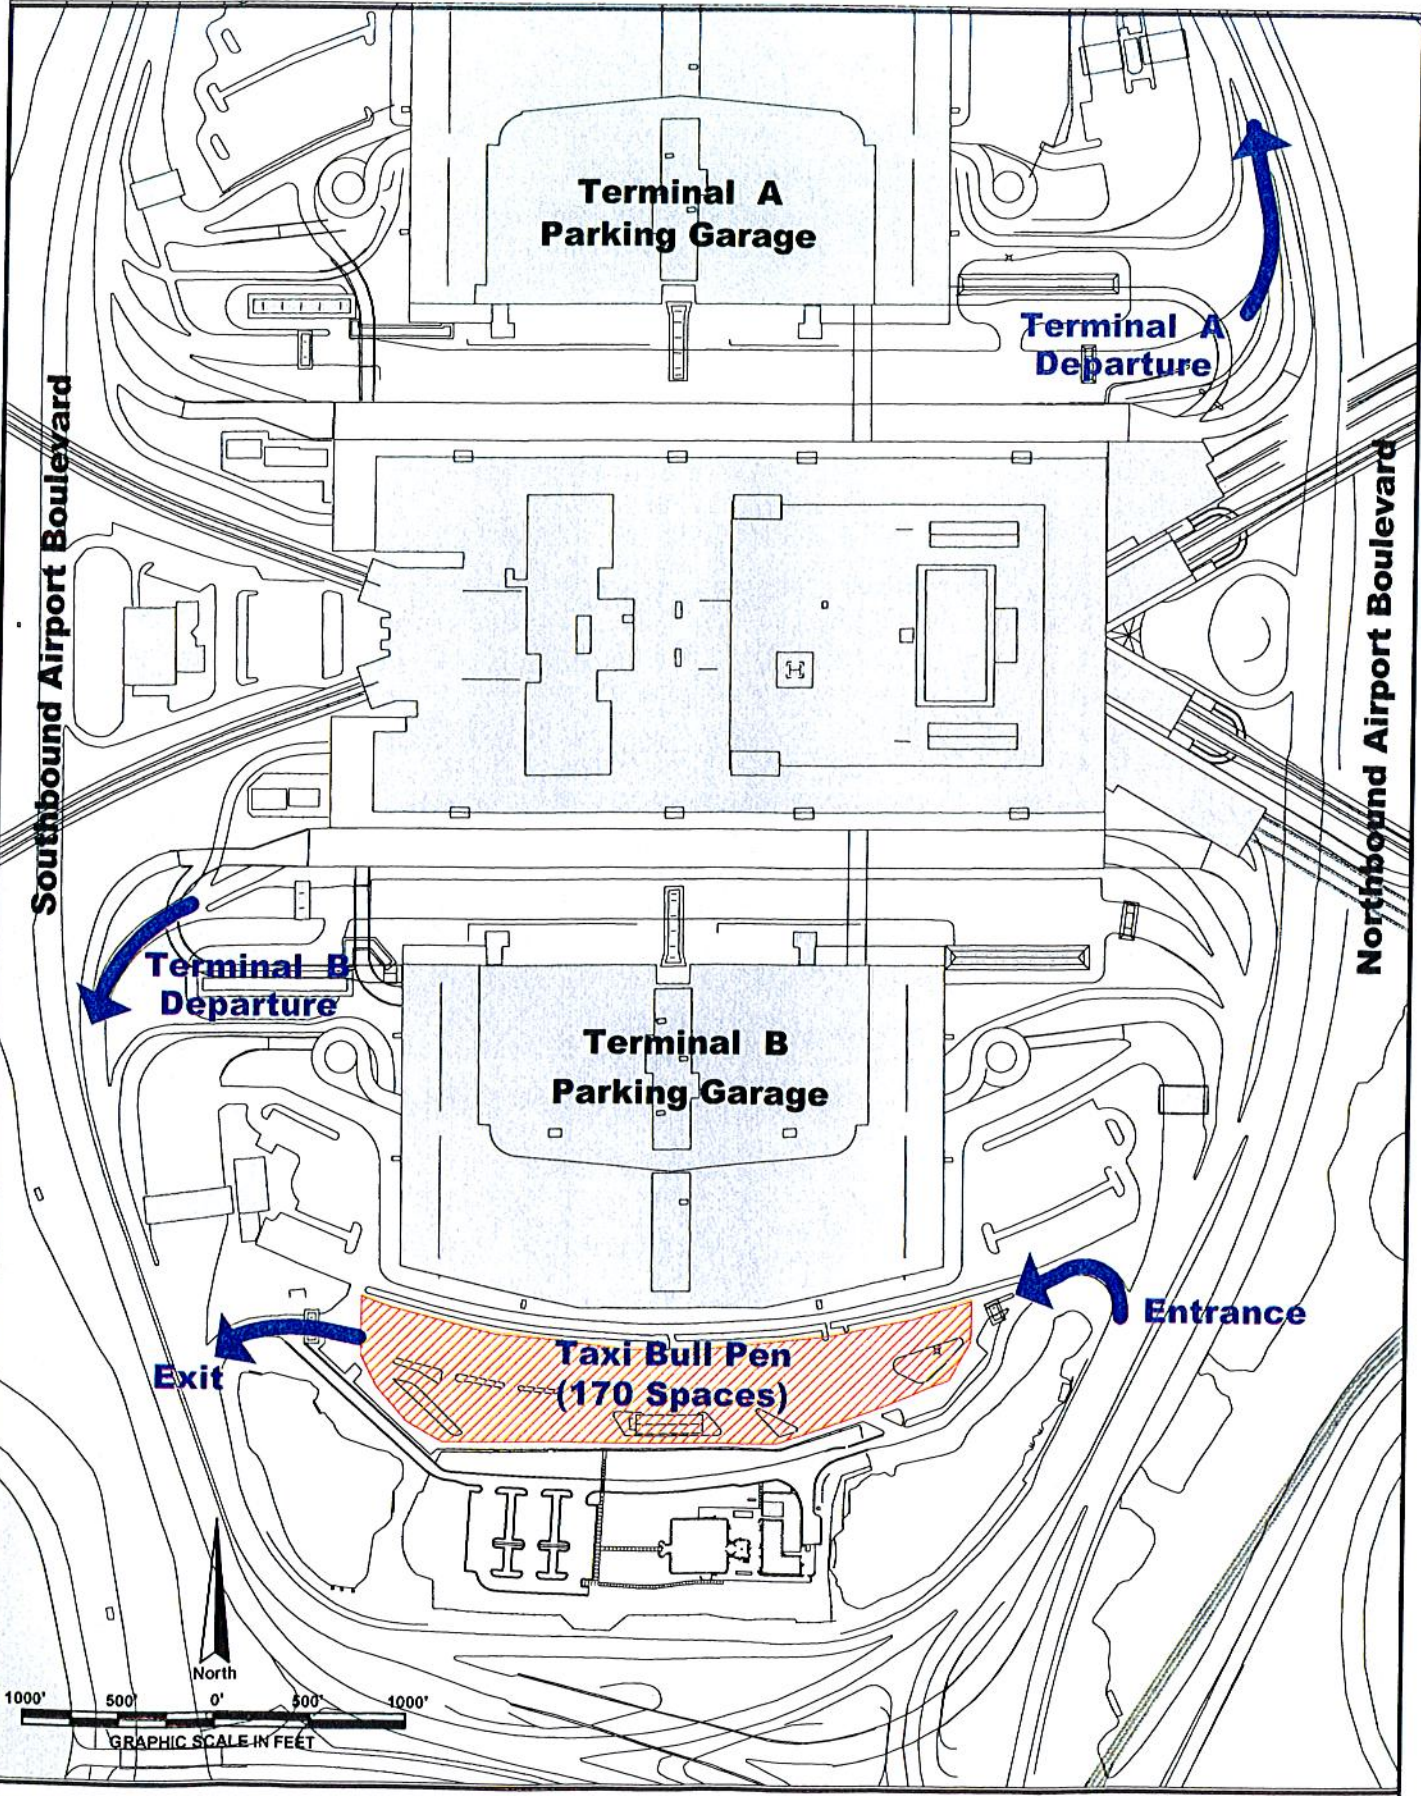 Terminal A
Parking Garage
Terminal A
Departure
Southbound Airport Boulevard
Northbound Airport Boulevard
H
Terminal B
Departure
Terminal B
Parking Garage
Entrance
Exit
Taxi Bull Pen
(170 Spaces)
North
1000' 500' 0' 500' 1000'
GRAPHIC SCALE IN FEET